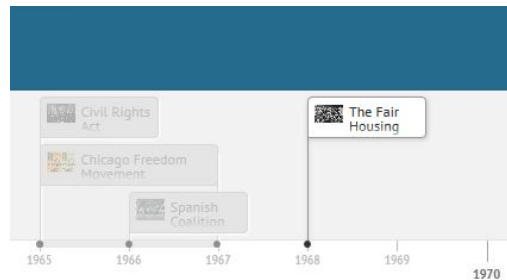 Civil Rights
Act
The Fair
Housing
Chicago Freedom
Movement
Spanish
Coalition
1965
1966
1967
1968
1969
1970